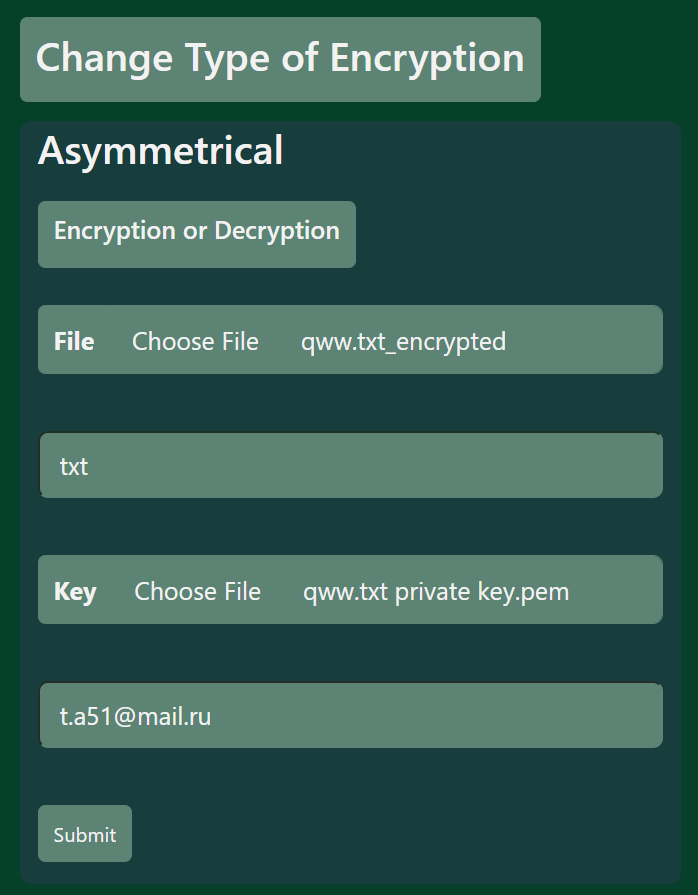 Change Type of Encryption
Asymmetrical
Encryption or Decryption
File Choose File qww.txt_encrypted
txt
Key Choose File qww.txt private key.pem
t.a51@mail.ru
Submit